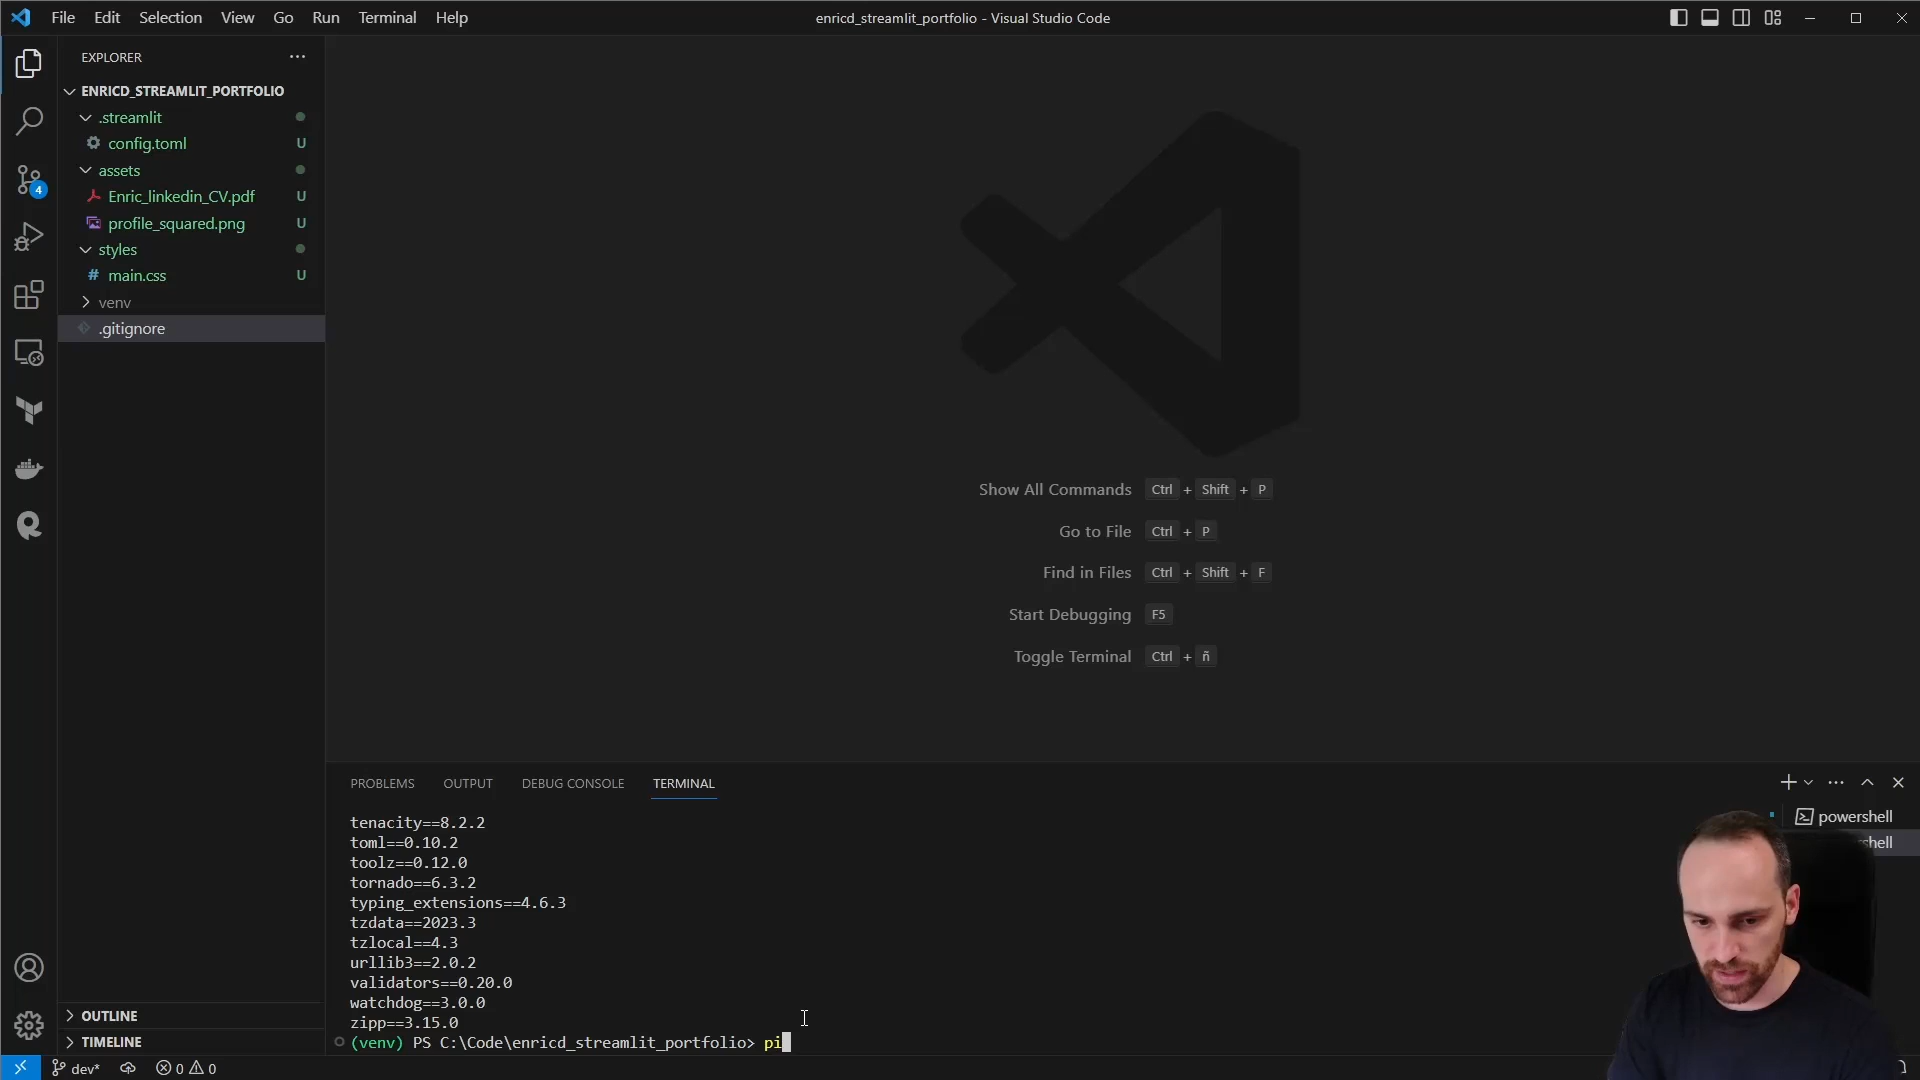 File Edit Selection View Go Run Terminal Help
enricd_streamlit_portfolio - Visual Studio Code
EXPLORER
ENRICD_STREAMLIT_PORTFOLIO
.streamlit
config.toml U
assets
Enric_linkedin_CV.pdf U
profile_squared.png U
styles
# main.css U
venv
.gitignore
4
Show All Commands Ctrl + Shift + P
Go to File Ctrl + P
Find in Files Ctrl + Shift + F
Start Debugging F5
Toggle Terminal Ctrl + ñ
PROBLEMS OUTPUT DEBUG CONSOLE TERMINAL
powershell
shell
tenacity==8.2.2
toml==0.10.2
toolz==0.12.0
tornado==6.3.2
typing_extensions==4.6.3
tzdata==2023.3
tzlocal==4.3
urllib3==2.0.2
validators==0.20.0
watchdog==3.0.0
zipp==3.15.0
(venv) PS C:\Code\enricd_streamlit_portfolio> pi
OUTLINE
TIMELINE
dev* 0 0